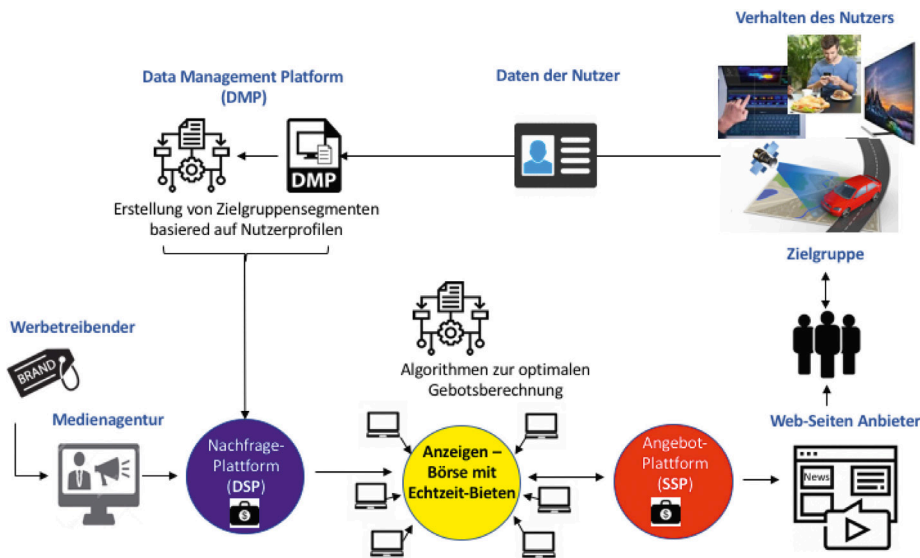 Verhalten des Nutzers
Data Management Platform
(DMP)
Daten der Nutzer
DMP
Erstellung von Zielgruppensegmenten
basiered auf Nutzerprofilen
Zielgruppe
Werbetreibender
BRAND
Algorithmen zur optimalen
Gebotsberechnung
Medienagentur
Web-Seiten Anbieter
Nachfrage-
Plattform
(DSP)
$
Anzeigen –
Börse mit
Echtzeit-Bieten
Angebot-
Plattform
(SSP)
$
News